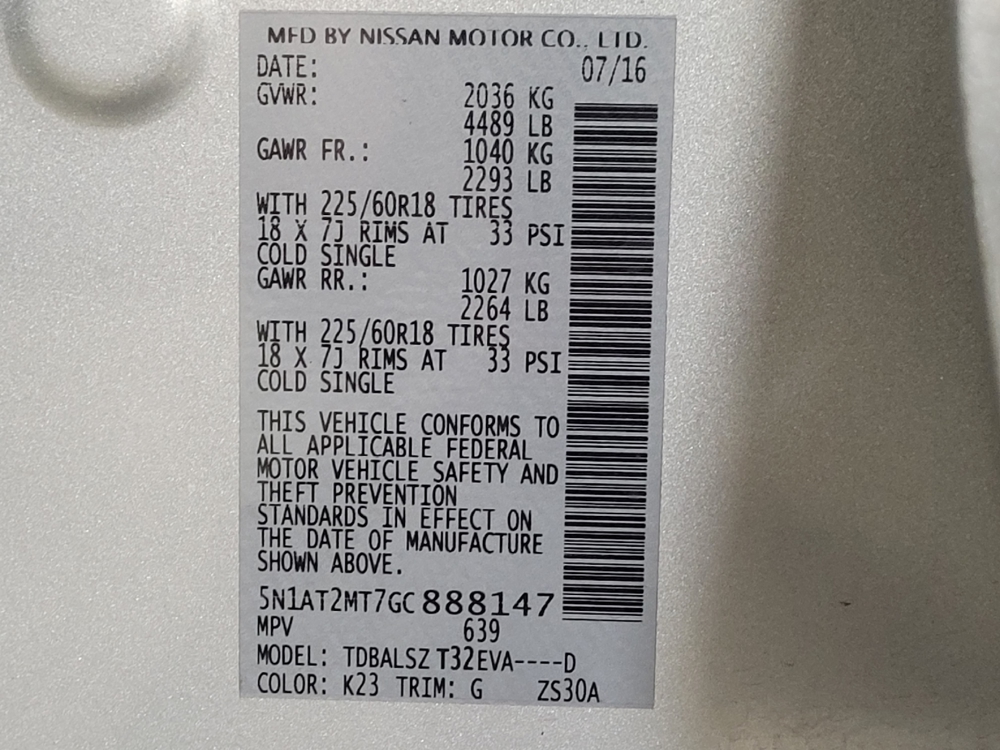 MFD BY NISSAN MOTOR CO., LTD.
DATE: 07/16
GVWR: 2036 KG
4489 LB
GAWR FR.: 1040 KG
2293 LB
WITH 225/60R18 TIRES
18 X 7J RIMS AT 33 PSI
COLD SINGLE
GAWR RR.: 1027 KG
2264 LB
WITH 225/60R18 TIRES
18 X 7J RIMS AT 33 PSI
COLD SINGLE
THIS VEHICLE CONFORMS TO
ALL APPLICABLE FEDERAL
MOTOR VEHICLE SAFETY AND
THEFT PREVENTION
STANDARDS IN EFFECT ON
THE DATE OF MANUFACTURE
SHOWN ABOVE.
5N1AT2MT7GC888147
MPV 639
MODEL: TDBALSZ T32EVA----D
COLOR: K23 TRIM: G ZS30A